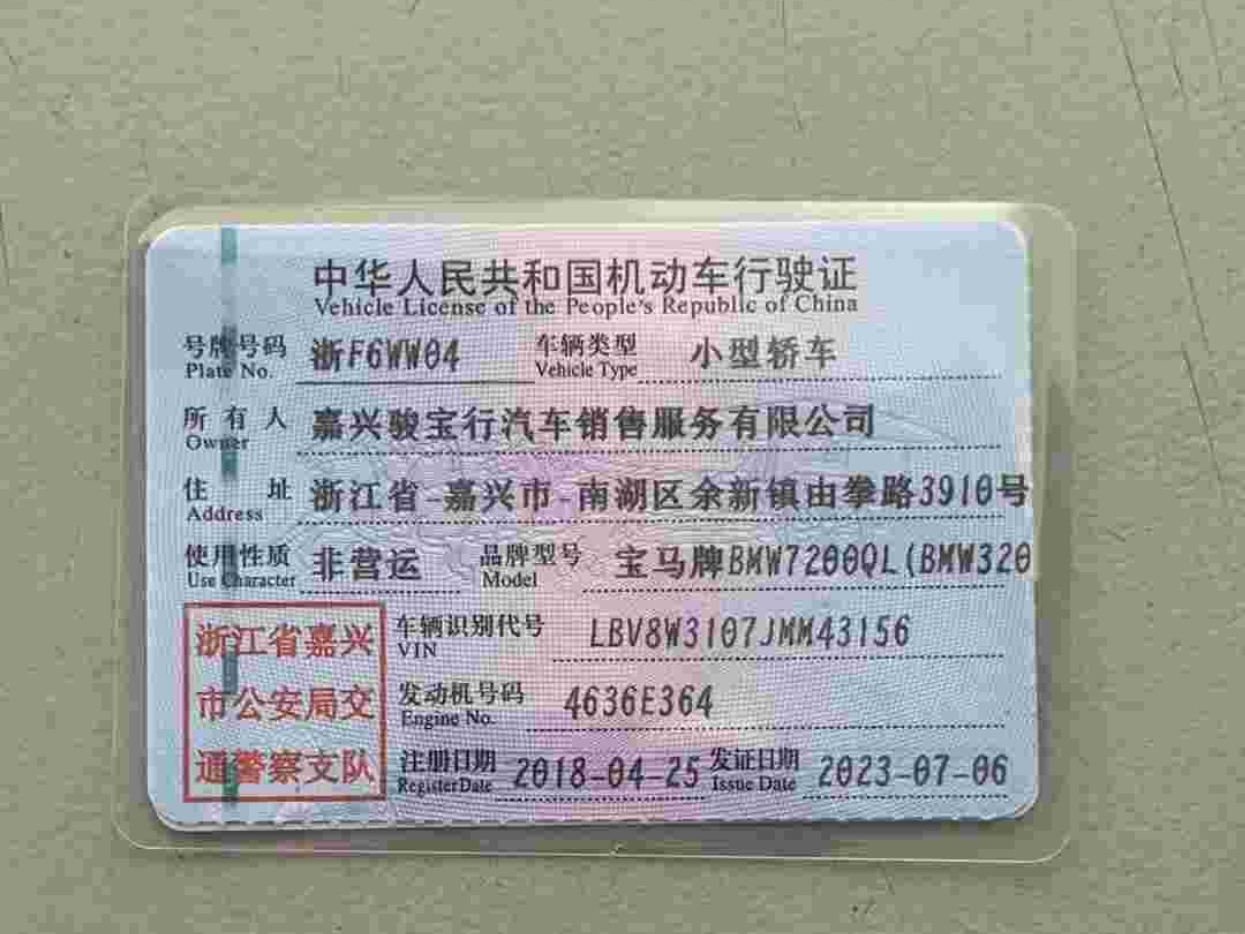 中华人民共和国机动车行驶证
Vehicle License of the People's Republic of China
号牌号码 浙F6WW04 车辆类型 小型轿车
Plate No. Vehicle Type
所有人 嘉兴骏宝行汽车销售服务有限公司
Owner
住址 浙江省-嘉兴市-南湖区余新镇由拳路3910号
Address
使用性质 非营运 品牌型号 宝马牌BMW7200QL(BMW320
Use Character Model
浙江省嘉兴
市公安局交
通警察支队
车辆识别代号 LBV8W3107JMM43156
VIN
发动机号码 4636E364
Engine No.
注册日期 2018-04-25 发证日期 2023-07-06
Register Date Issue Date